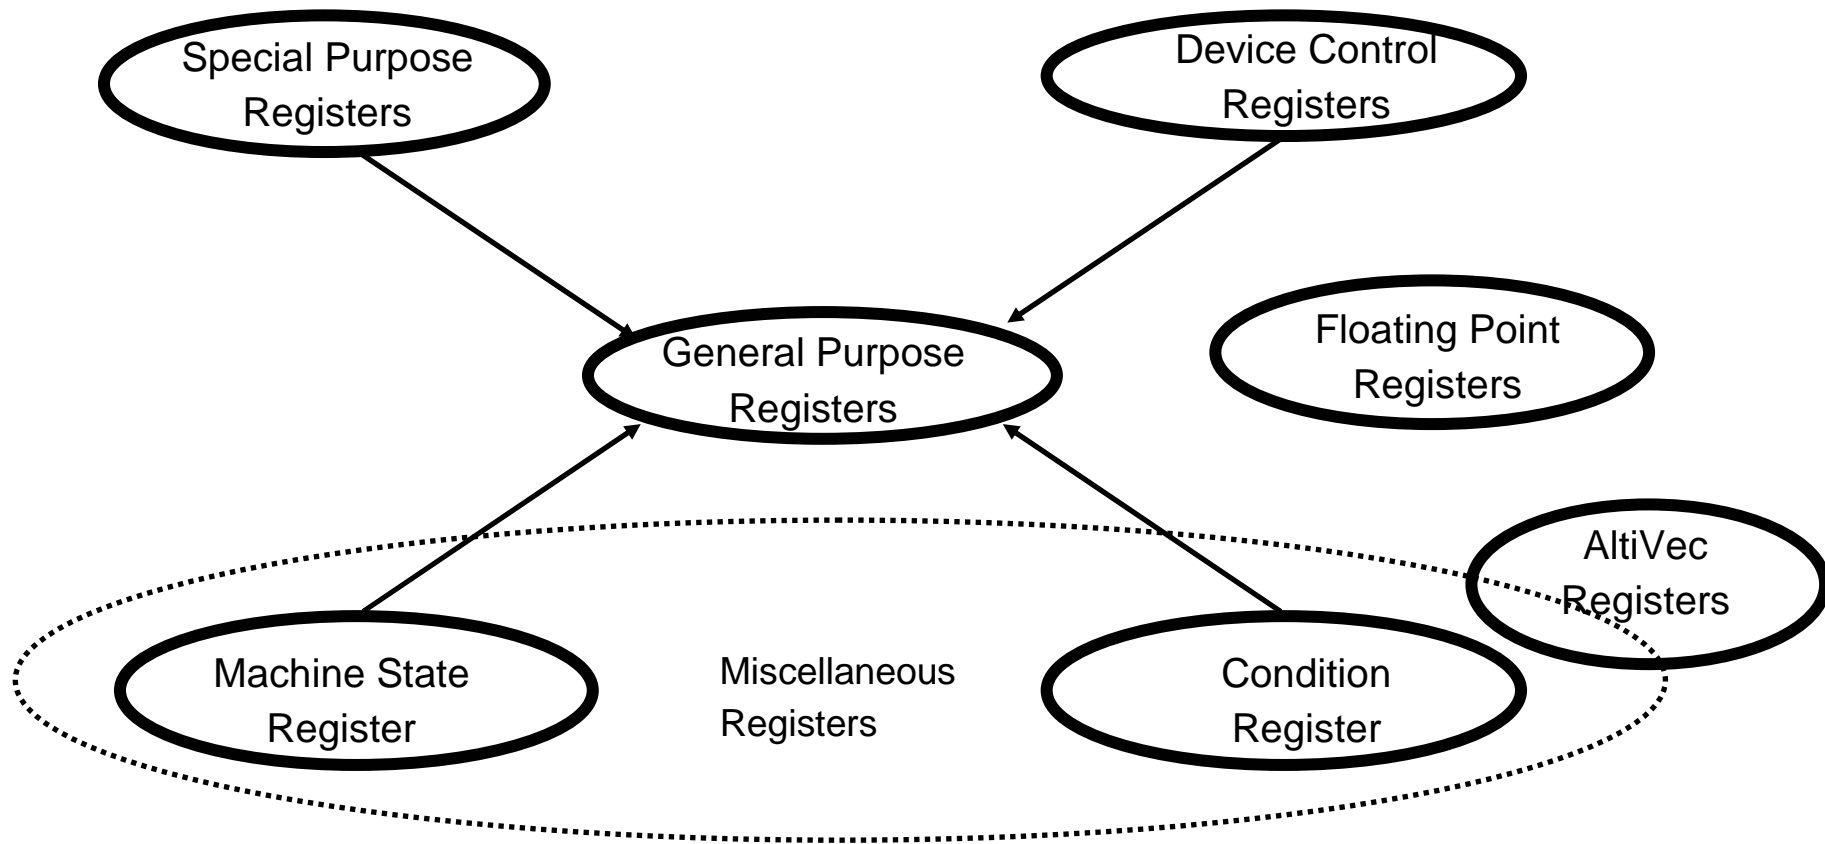 Special Purpose
Registers
Device Control
Registers
General Purpose
Registers
Floating Point
Registers
AltiVec
Registers
Machine State
Register
Miscellaneous
Registers
Condition
Register